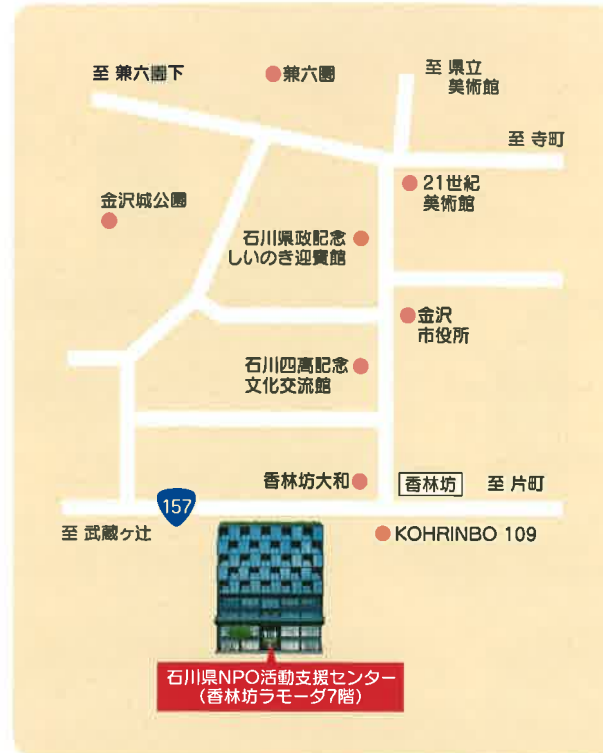 至 兼六園下
兼六園
至 県立
美術館
至 寺町
21世紀
美術館
金沢城公園
石川県政記念
しいのき迎賓館
金沢
市役所
石川四高記念
文化交流館
香林坊大和
香林坊
至 片町
157
至 武蔵ヶ辻
KOHRINBO 109
石川県NPO活動支援センター
(香林坊ラモーダ7階)